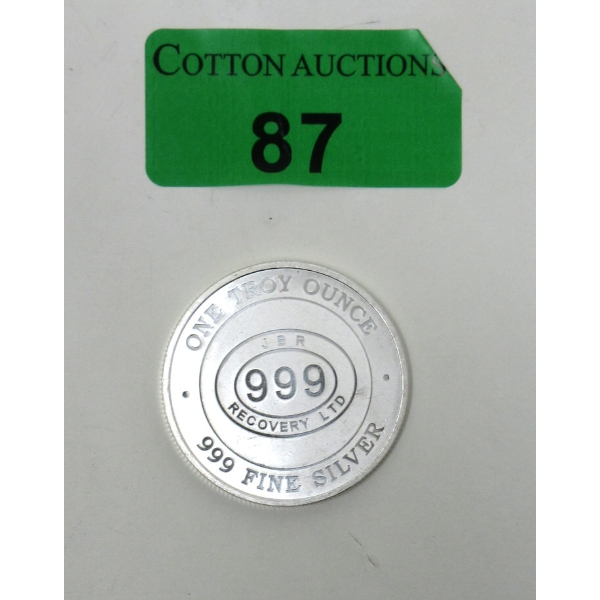 COTTON AUCTIONS
87
ONE TROY OUNCE
JBR
999
RECOVERY LTD
999 FINE SILVER